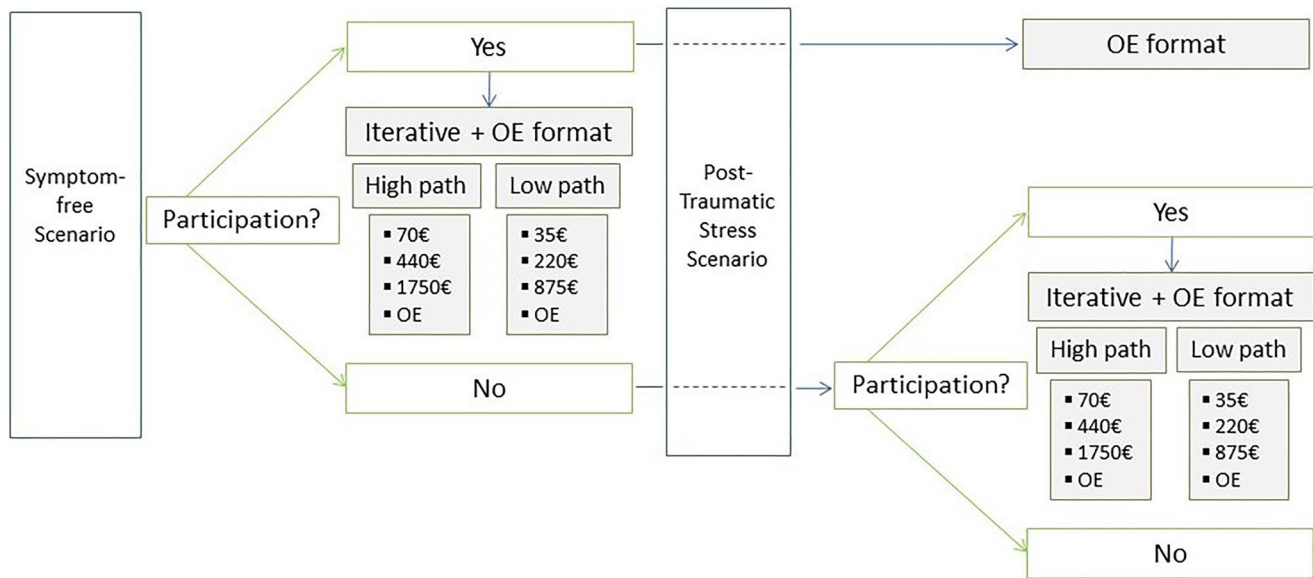 Symptom-
free
Scenario
Participation?
Yes
Iterative + OE format
High path
▪ 70€
▪ 440€
▪ 1750€
▪ OE
Low path
▪ 35€
▪ 220€
▪ 875€
▪ OE
No
Post-
Traumatic
Stress
Scenario
OE format
Participation?
Yes
Iterative + OE format
High path
▪ 70€
▪ 440€
▪ 1750€
▪ OE
Low path
▪ 35€
▪ 220€
▪ 875€
▪ OE
No